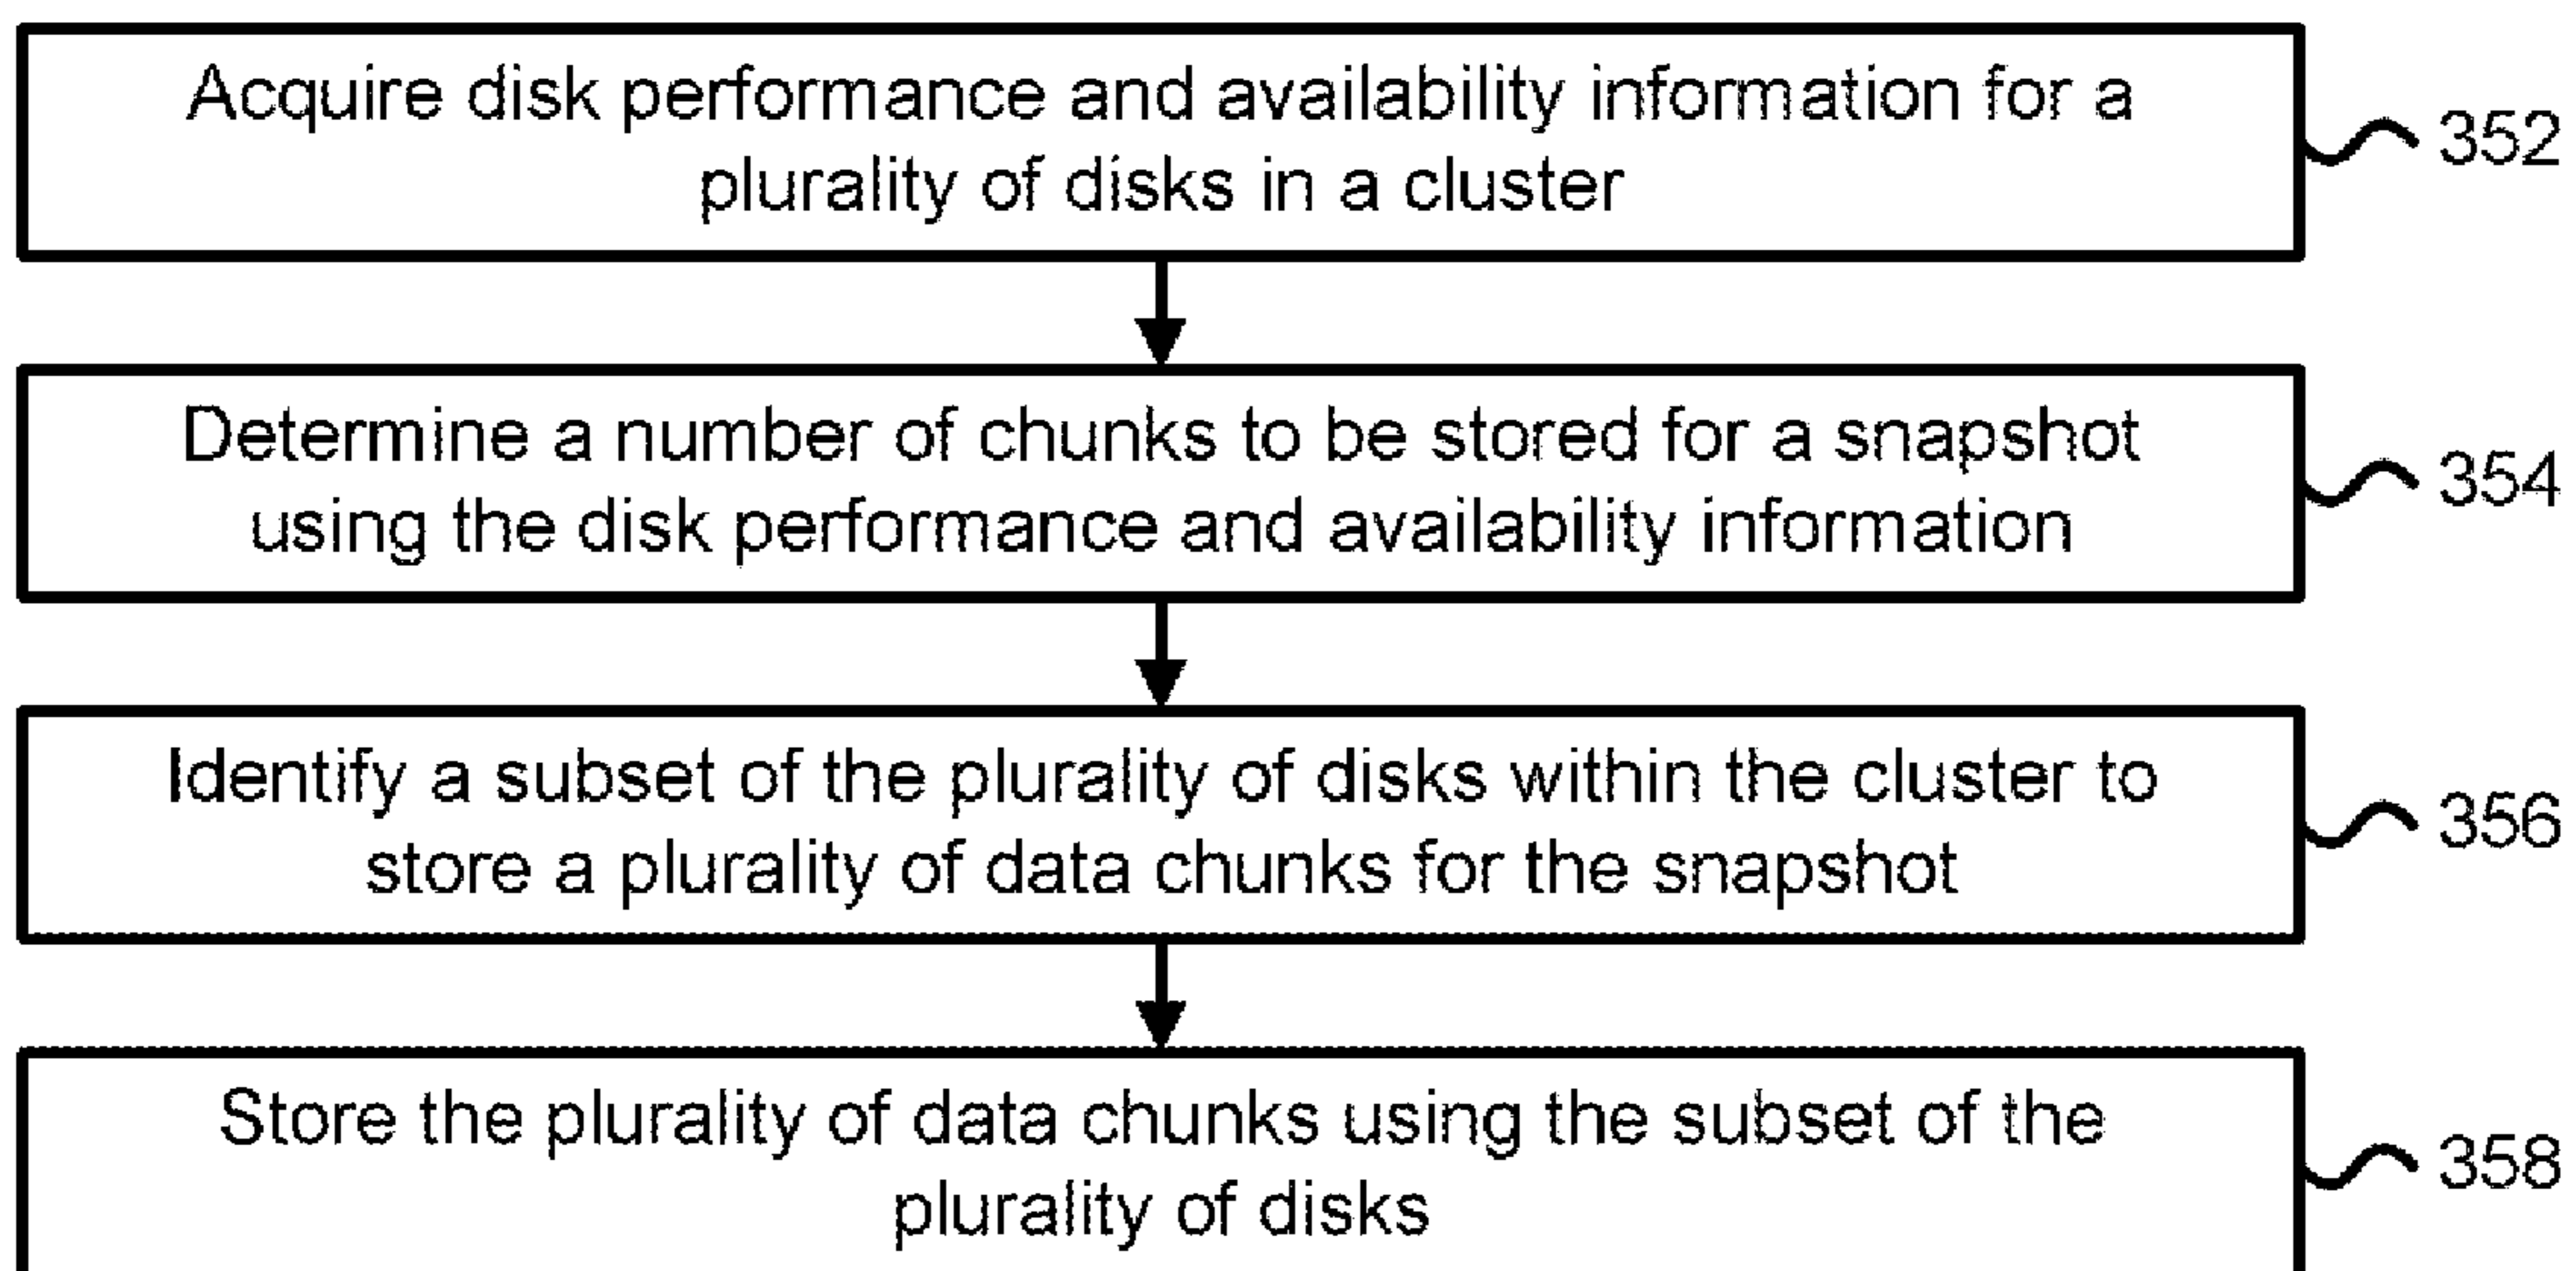 Acquire disk performance and availability information for a
plurality of disks in a cluster
352
Determine a number of chunks to be stored for a snapshot
using the disk performance and availability information
354
Identify a subset of the plurality of disks within the cluster to
store a plurality of data chunks for the snapshot
356
Store the plurality of data chunks using the subset of the
plurality of disks
358